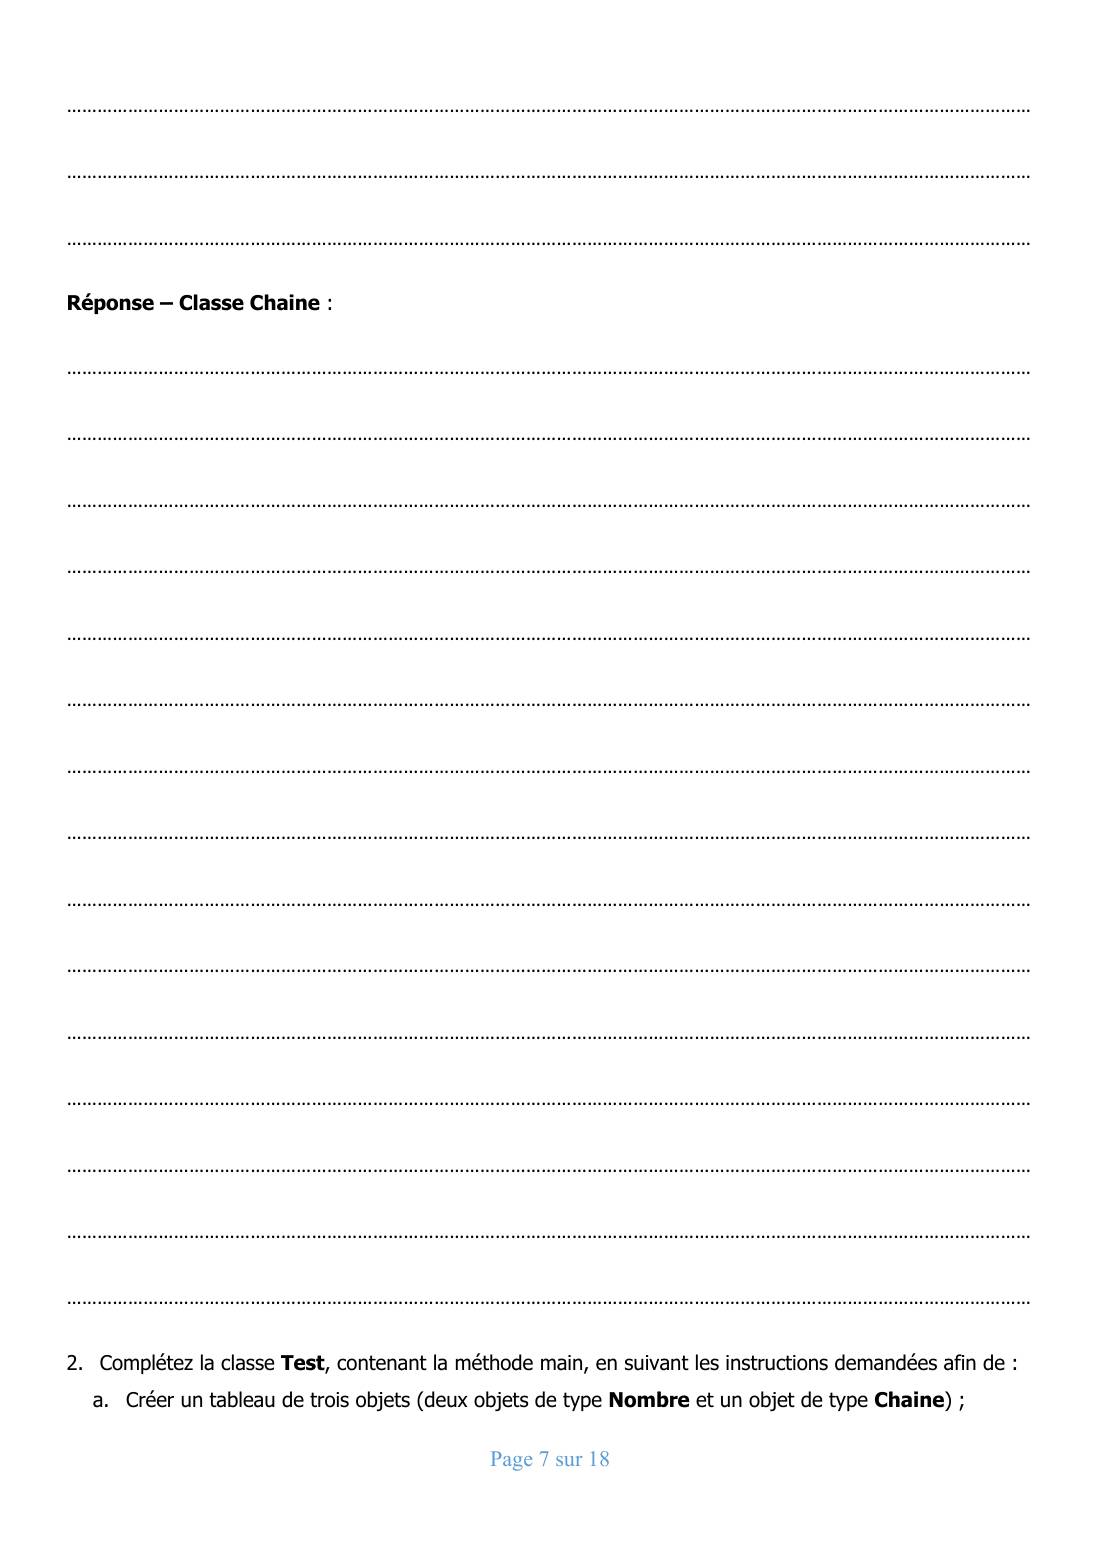 Réponse – Classe Chaine :
2. Complétez la classe Test, contenant la méthode main, en suivant les instructions demandées afin de :
a. Créer un tableau de trois objets (deux objets de type Nombre et un objet de type Chaine) ;
Page 7 sur 18